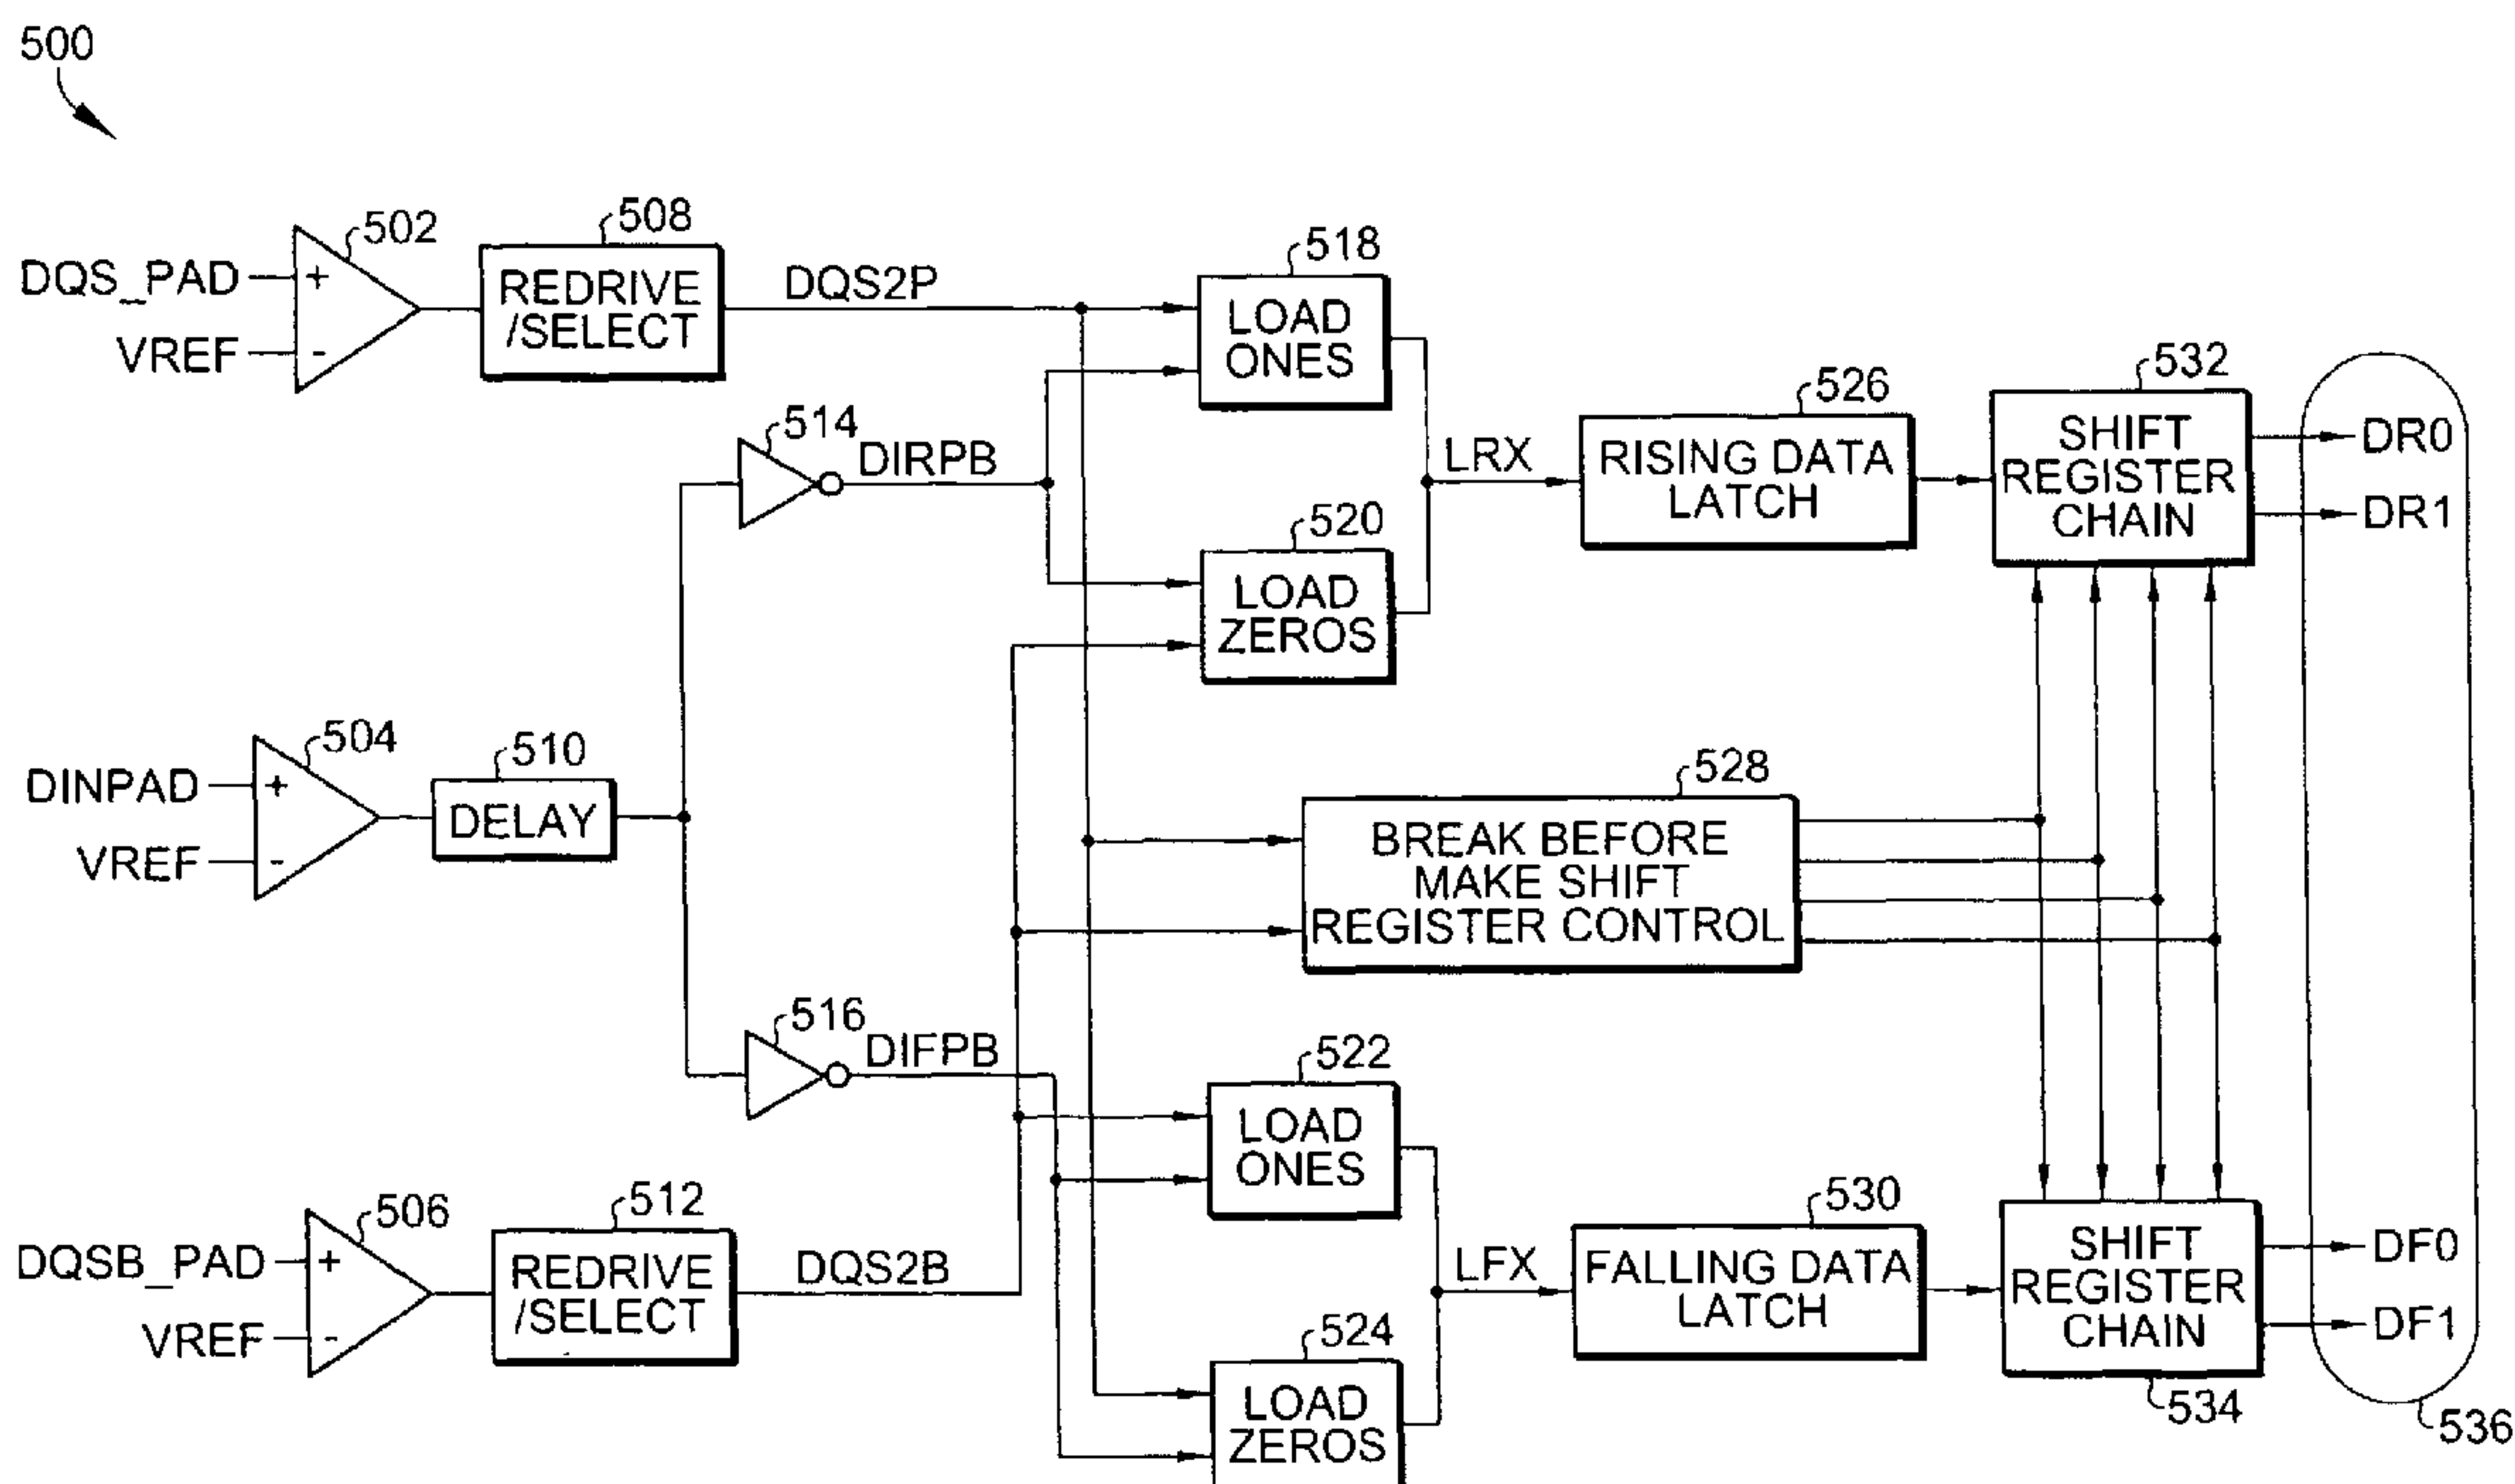 500
502
508
DQS_PAD
+
REDRIVE
/SELECT
DQS2P
VREF
-
518
LOAD
ONES
514
DIRPB
520
LOAD
ZEROS
LRX
526
RISING DATA
LATCH
532
SHIFT
REGISTER
CHAIN
DR0
DR1
504
510
DINPAD
+
DELAY
VREF
-
528
BREAK BEFORE
MAKE SHIFT
REGISTER CONTROL
516
DIFPB
522
LOAD
ONES
506
512
DQSB_PAD
+
REDRIVE
/SELECT
DQS2B
VREF
-
524
LOAD
ZEROS
LFX
530
FALLING DATA
LATCH
SHIFT
REGISTER
CHAIN
534
DF0
DF1
536